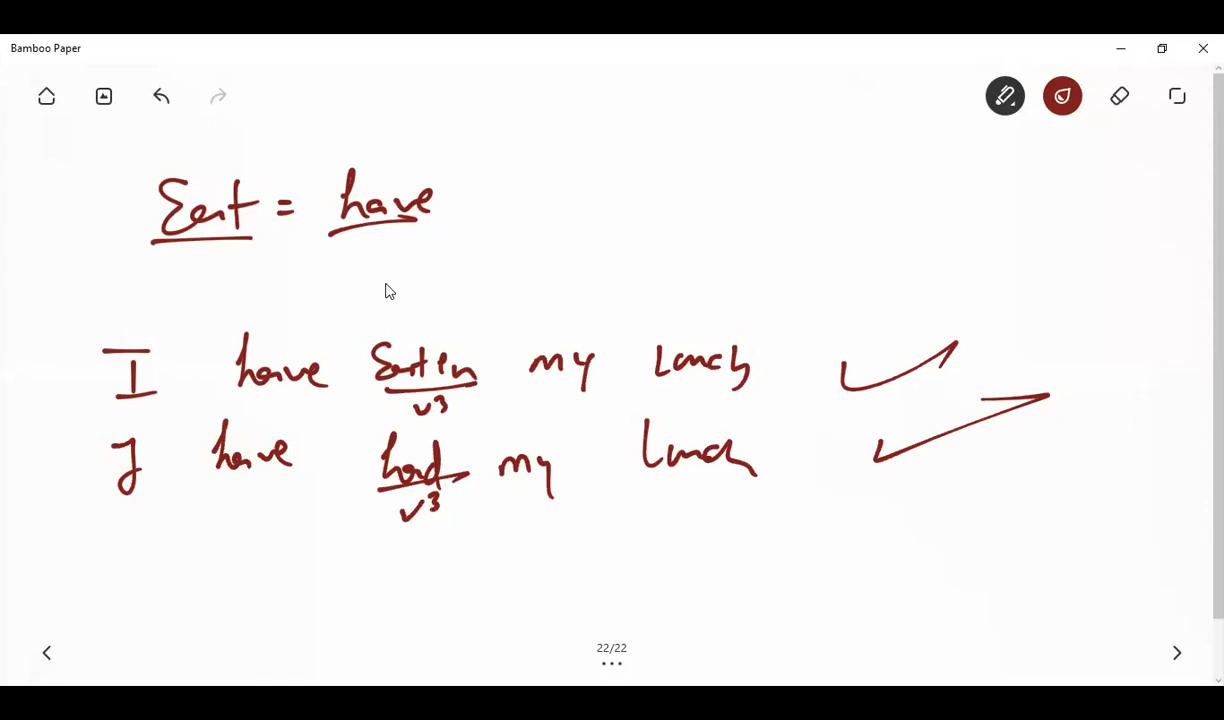 Bamboo Paper
Eat = have
I have Eaten my Lunch
v3
I have had my Lunch
v3
22/22